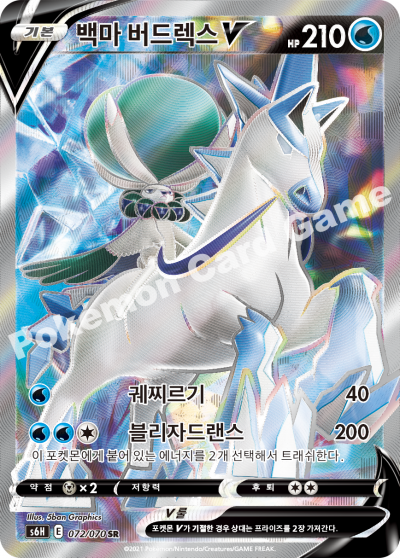 기본 백마 버드렉스 V HP 210
Pokémon Card Game
궤찌르기 40
블리자드랜스 200
이 포켓몬에게 붙어 있는 에너지를 2개 선택해서 트래쉬한다.
약점 ×2 저항력 후퇴
Illus. 5ban Graphics
V룰
s6H E 072/070 SR
포켓몬 V가 기절한 경우 상대는 프라이즈를 2장 가져간다.
©2021 Pokémon/Nintendo/Creatures/GAME FREAK.